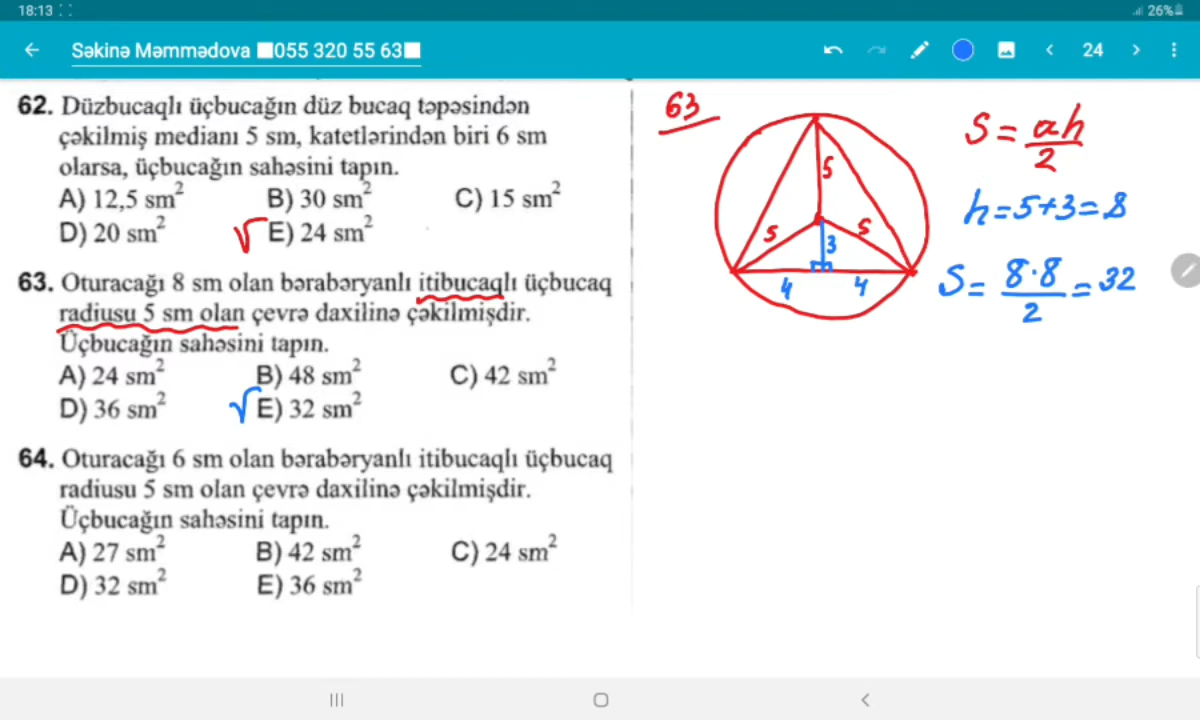 18:13
26%
Səkinə Məmmədova ■055 320 55 63■
24
62. Düzbucaqlı üçbucağın düz bucaq təpəsindən
çəkilmiş medianı 5 sm, katetlərindən biri 6 sm
olarsa, üçbucağın sahəsini tapın.
A) 12,5 sm² B) 30 sm² C) 15 sm²
D) 20 sm² √ E) 24 sm²
63. Oturacağı 8 sm olan bərabəryanlı itibucaqlı üçbucaq
radiusu 5 sm olan çevrə daxilinə çəkilmişdir.
Üçbucağın sahəsini tapın.
A) 24 sm² B) 48 sm² C) 42 sm²
D) 36 sm² √ E) 32 sm²
64. Oturacağı 6 sm olan bərabəryanlı itibucaqlı üçbucaq
radiusu 5 sm olan çevrə daxilinə çəkilmişdir.
Üçbucağın sahəsini tapın.
A) 27 sm² B) 42 sm² C) 24 sm²
D) 32 sm² E) 36 sm²
63
5
5
5
3
4
4
S = ah/2
h=5+3=8
S= 8·8/2 = 32